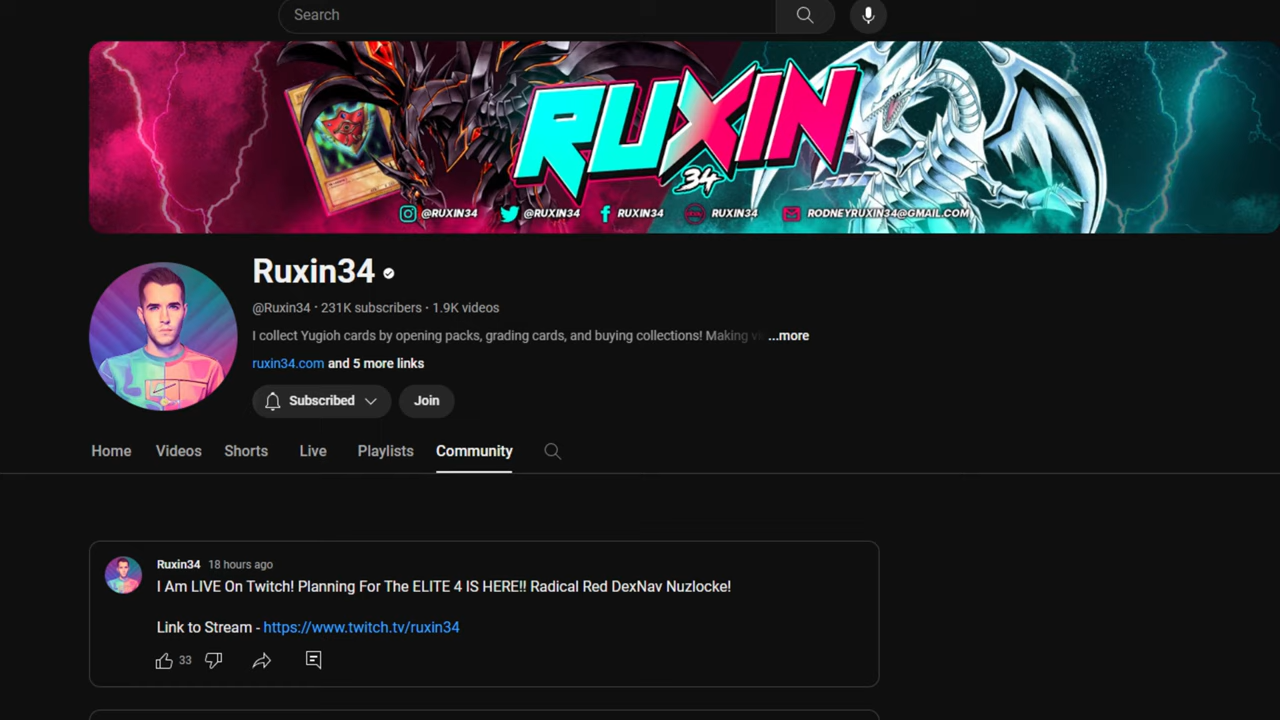 Search
RUXIN
34
@RUXIN34 @RUXIN34 RUXIN34 RUXIN34 RODNEYRUXIN34@GMAIL.COM
Ruxin34
@Ruxin34 · 231K subscribers · 1.9K videos
I collect Yugioh cards by opening packs, grading cards, and buying collections! Making ...more
ruxin34.com and 5 more links
Subscribed Join
Home Videos Shorts Live Playlists Community
Ruxin34 18 hours ago
I Am LIVE On Twitch! Planning For The ELITE 4 IS HERE!! Radical Red DexNav Nuzlocke!
Link to Stream - https://www.twitch.tv/ruxin34
33